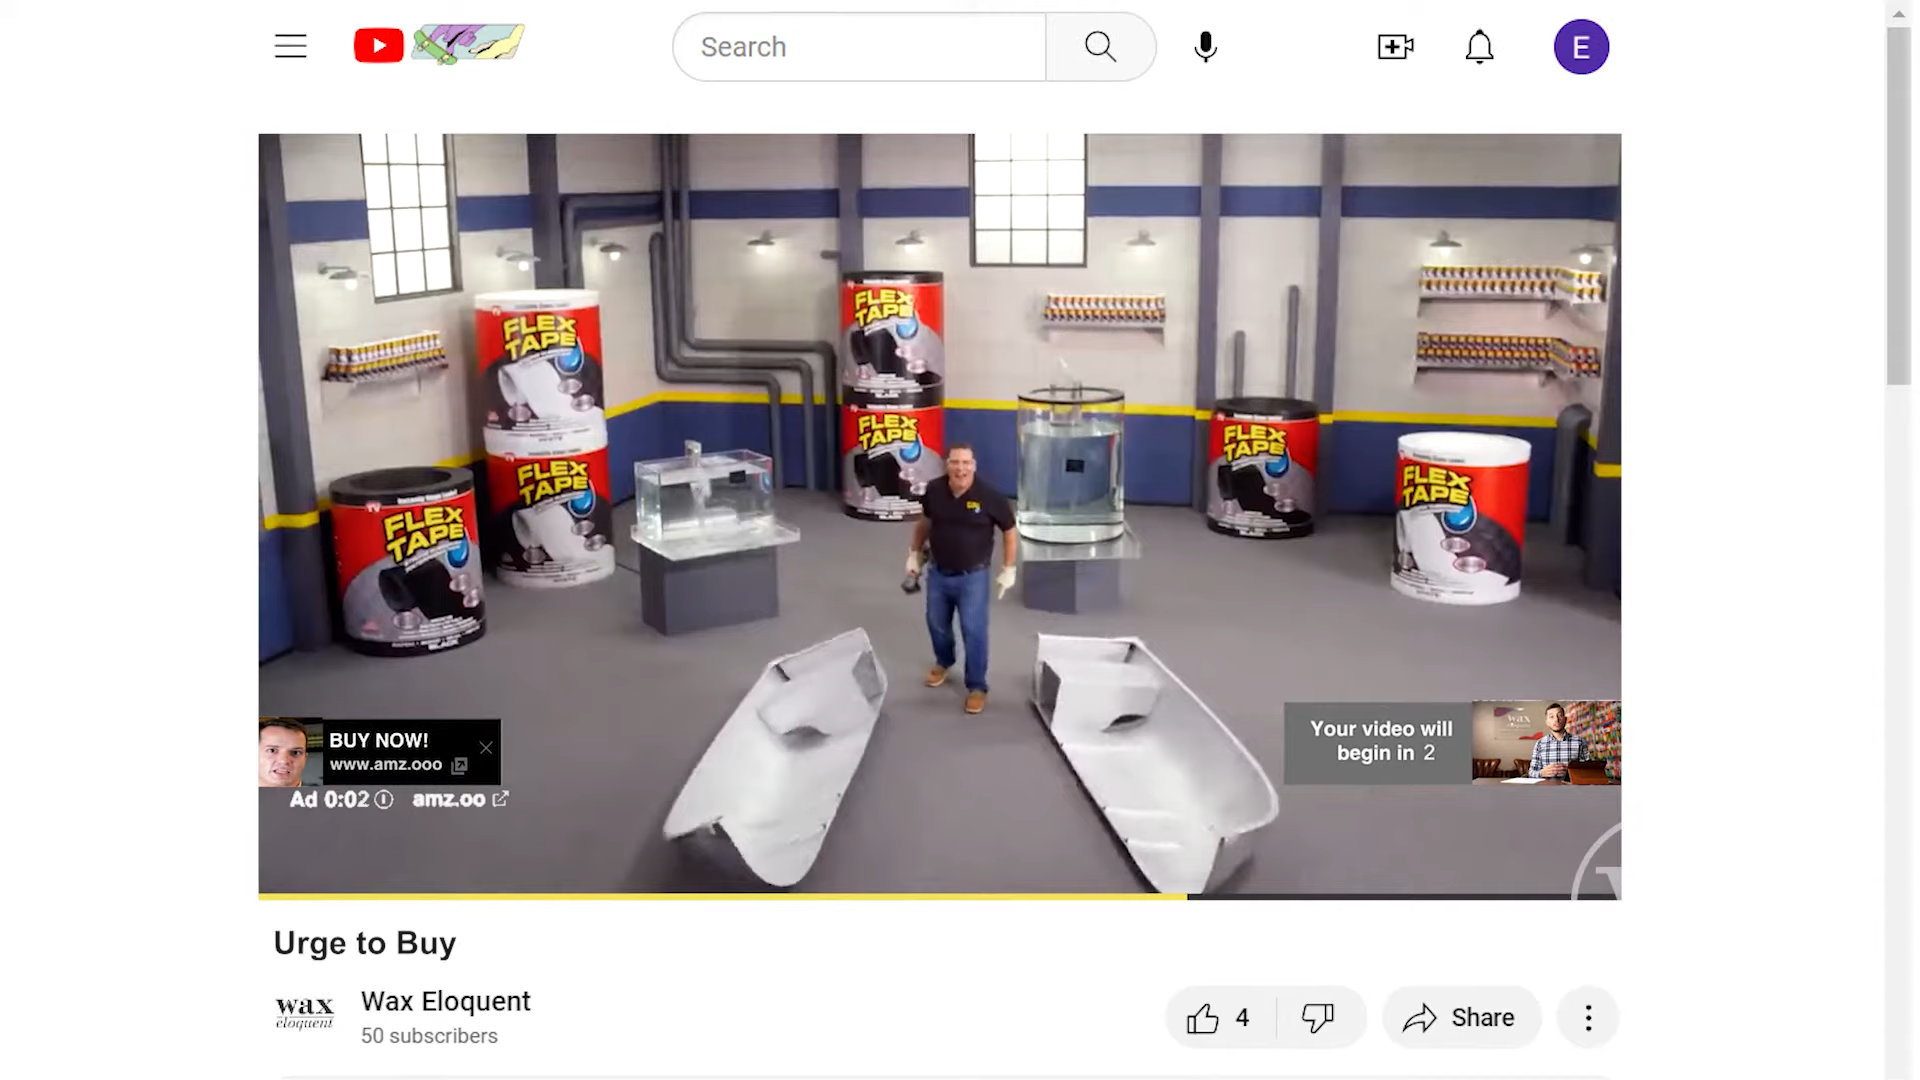 Search
E
FLEX
TAPE
FLEX
TAPE
FLEX
TAPE
FLEX
TAPE
FLEX
TAPE
FLEX
TAPE
FLEX
TAPE
BUY NOW!
www.amz.ooo
Ad 0:02 amz.oo
Your video will
begin in 2
wax
Urge to Buy
wax
eloquent
Wax Eloquent
50 subscribers
4
Share